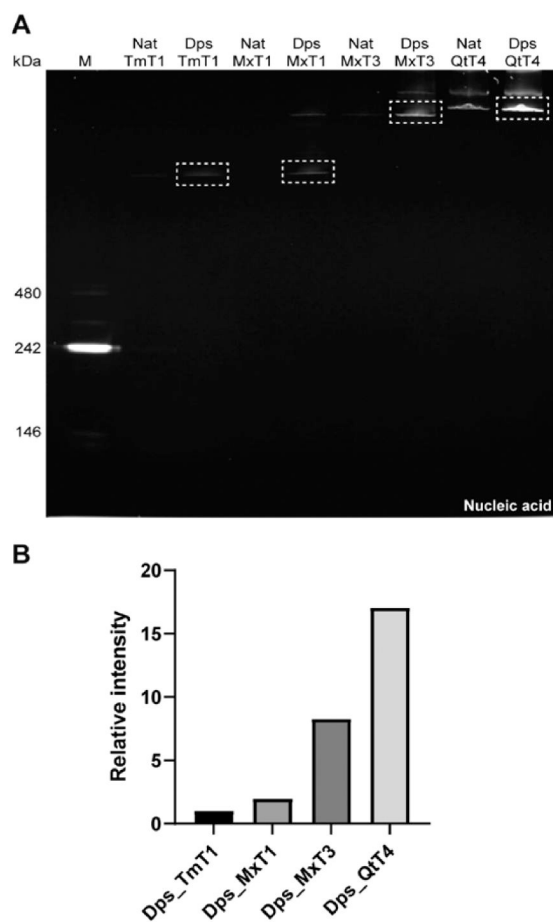 A
kDa M Nat TmT1 Dps TmT1 Nat MxT1 Dps MxT1 Nat MxT3 Dps MxT3 Nat QtT4 Dps QtT4
480
242
146
Nucleic acid
B
Relative intensity
20
15
10
5
0
Dps_TmT1
Dps_MxT1
Dps_MxT3
Dps_QtT4